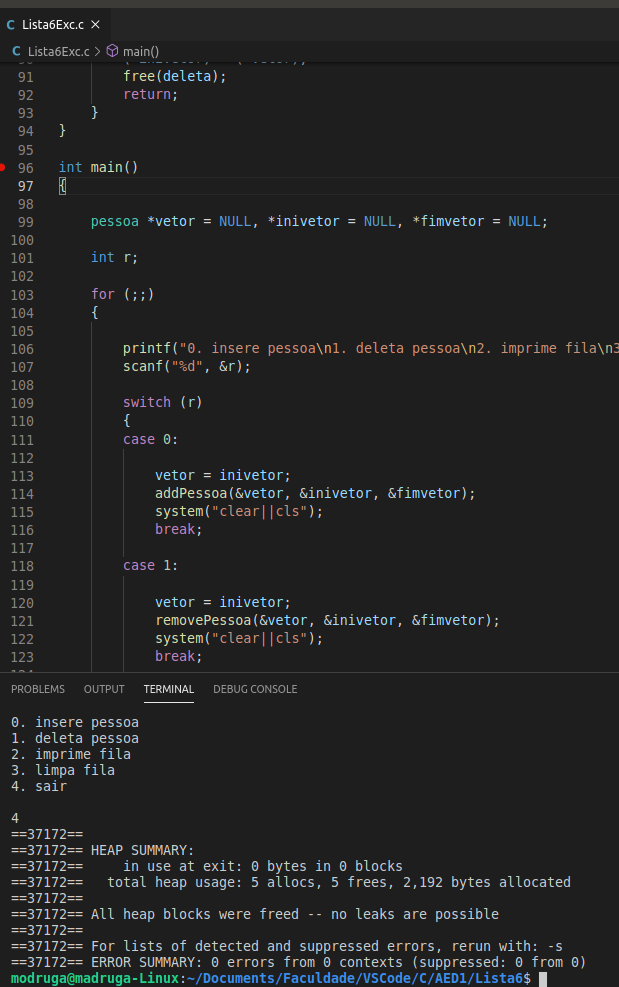 C Lista6Exc.c ×
C Lista6Exc.c > main()
91 free(deleta);
92 return;
93 }
94 }
95
96 int main()
97 {
98
99 pessoa *vetor = NULL, *inivetor = NULL, *fimvetor = NULL;
100
101 int r;
102
103 for (;;)
104 {
105
106 printf("0. insere pessoa\n1. deleta pessoa\n2. imprime fila\n3
107 scanf("%d", &r);
108
109 switch (r)
110 {
111 case 0:
112
113 vetor = inivetor;
114 addPessoa(&vetor, &inivetor, &fimvetor);
115 system("clear||cls");
116 break;
117
118 case 1:
119
120 vetor = inivetor;
121 removePessoa(&vetor, &inivetor, &fimvetor);
122 system("clear||cls");
123 break;
PROBLEMS OUTPUT TERMINAL DEBUG CONSOLE
0. insere pessoa
1. deleta pessoa
2. imprime fila
3. limpa fila
4. sair
4
==37172==
==37172== HEAP SUMMARY:
==37172== in use at exit: 0 bytes in 0 blocks
==37172== total heap usage: 5 allocs, 5 frees, 2,192 bytes allocated
==37172==
==37172== All heap blocks were freed -- no leaks are possible
==37172==
==37172== For lists of detected and suppressed errors, rerun with: -s
==37172== ERROR SUMMARY: 0 errors from 0 contexts (suppressed: 0 from 0)
modruga@madruga-Linux:~/Documents/Faculdade/VSCode/C/AED1/Lista6$